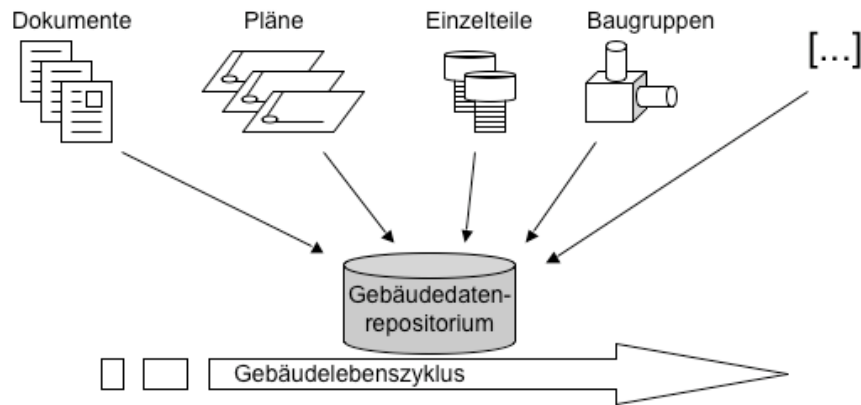 Dokumente
Pläne
Einzelteile
Baugruppen
[...]
Gebäudedaten-
repositorium
Gebäudelebenszyklus